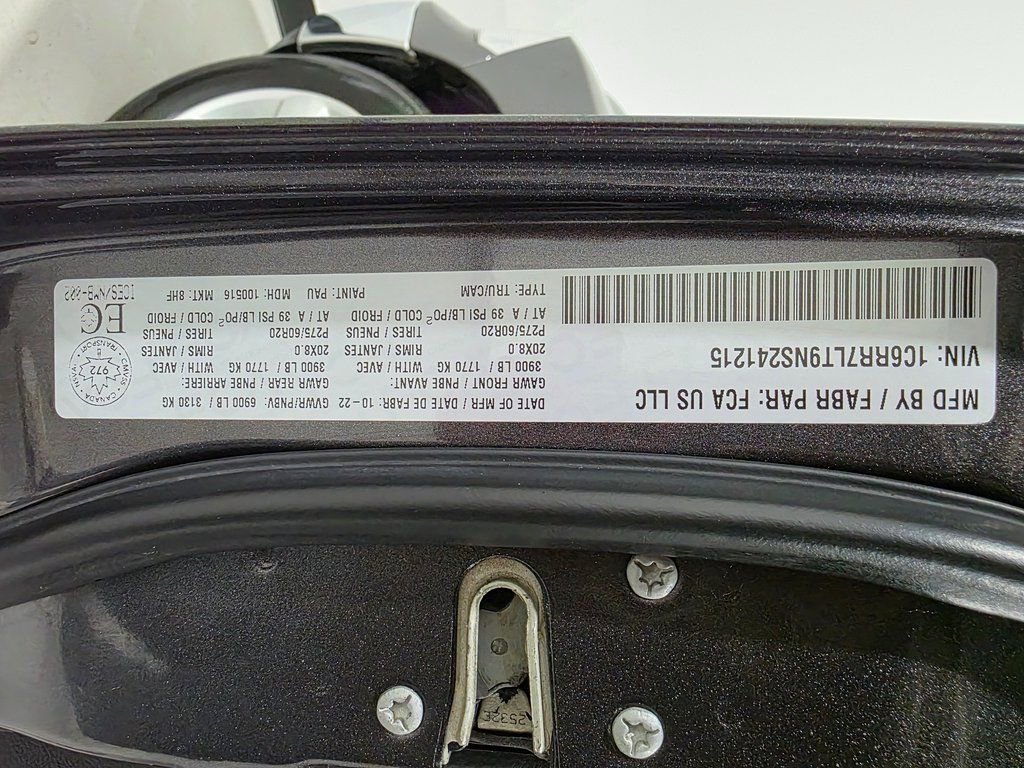 MFD BY / FABR PAR: FCA US LLC
VIN: 1C6RR7LT9NS241215
DATE OF MFR / DATE DE FABR: 10-22 GVWR/PNBV: 6900 LB / 3130 KG
GAWR FRONT / PNBE AVANT: GAWR REAR / PNBE ARRIERE:
3900 LB / 1770 KG WITH / AVEC 3900 LB / 1770 KG WITH / AVEC
20X8.0 RIMS / JANTES 20X8.0 RIMS / JANTES
P275/60R20 TIRES / PNEUS P275/60R20 TIRES / PNEUS
AT / A 39 PSI LB/PO² COLD / FROID AT / A 39 PSI LB/PO² COLD / FROID
TYPE: TRU/CAM PAINT: PAU MDH: 100516 MKT: 8HF
TRANSPORT CANADA
972
EC
2532E